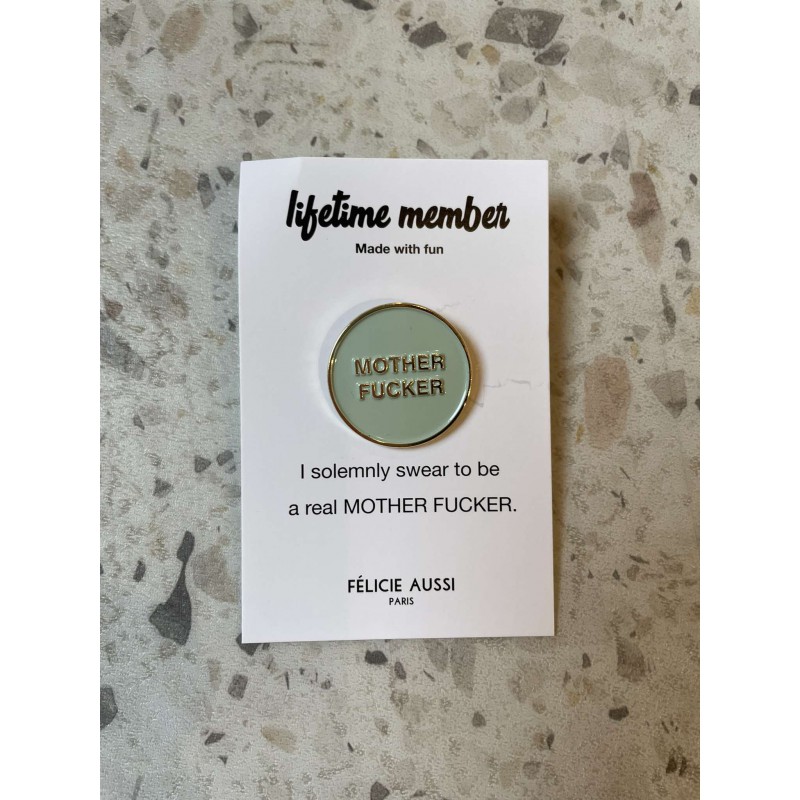 lifetime member
Made with fun
MOTHER
FUCKER
I solemnly swear to be
a real MOTHER FUCKER.
FÉLICIE AUSSI
PARIS